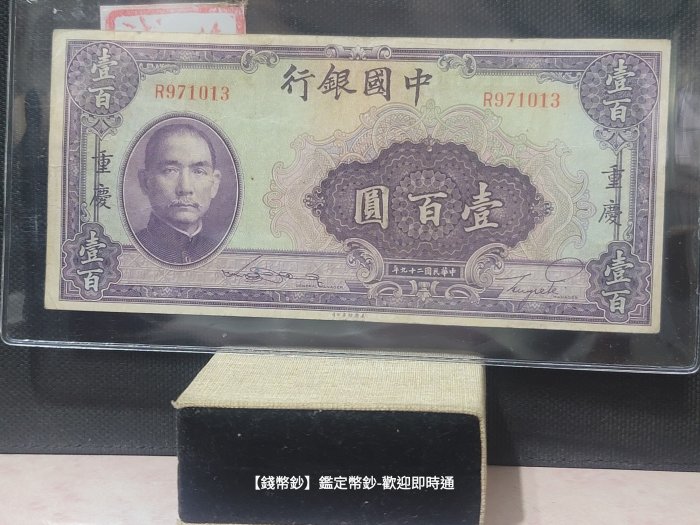 行銀國中
R971013
R971013
壹百
壹百
重慶
重慶
圓百壹
年九十二國民華中
壹百
壹百
【錢幣鈔】鑑定幣鈔-歡迎即時通